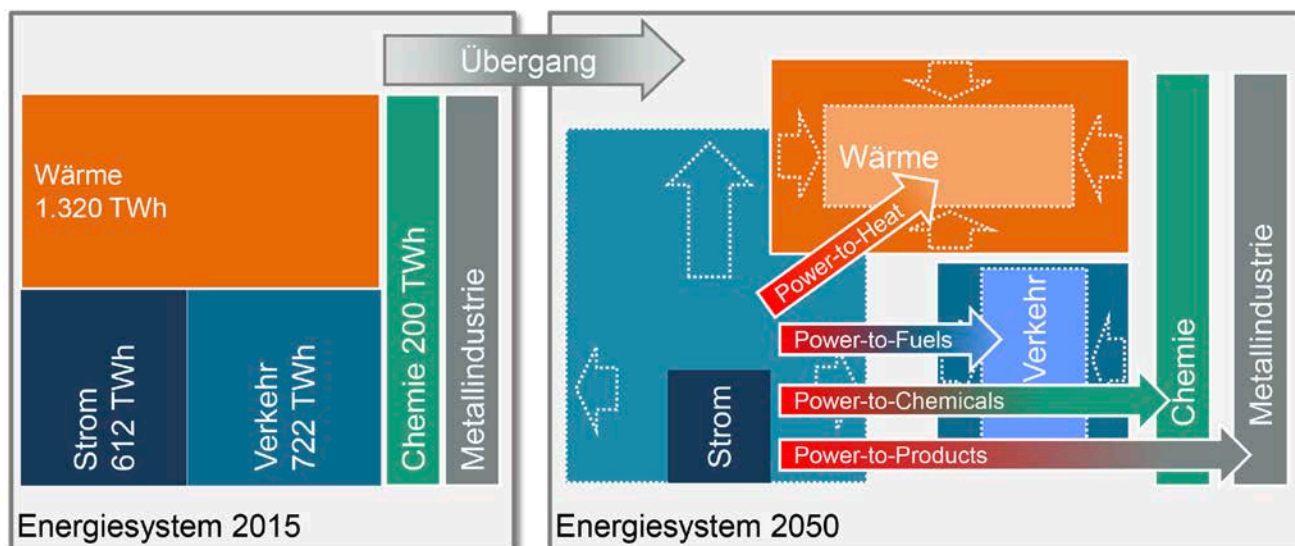 Übergang
Wärme
1.320 TWh
Strom
612 TWh
Verkehr
722 TWh
Chemie 200 TWh
Metallindustrie
Energiesystem 2015
Wärme
Power-to-Heat
Verkehr
Power-to-Fuels
Strom
Power-to-Chemicals
Power-to-Products
Chemie
Metallindustrie
Energiesystem 2050